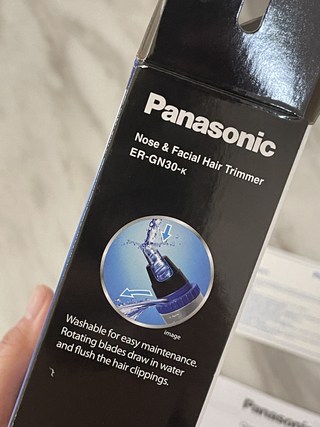 Panasonic
Nose & Facial Hair Trimmer
ER-GN30-K
image
Washable for easy maintenance.
Rotating blades draw in water
and flush the hair clippings.
Panasonic